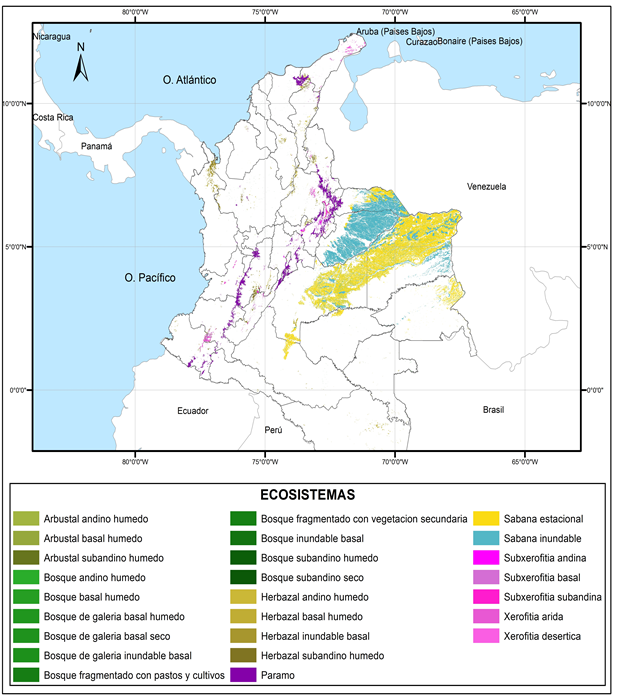 80°0'0"W 75°0'0"W 70°0'0"W 65°0'0"W
Nicaragua
Aruba (Paises Bajos)
Curazao Bonaire (Paises Bajos)
N
O. Atlántico
10°0'0"N 10°0'0"N
Costa Rica
Panamá
Venezuela
5°0'0"N 5°0'0"N
O. Pacífico
0°0'0" 0°0'0"
Ecuador
Perú
Brasil
80°0'0"W 75°0'0"W 70°0'0"W 65°0'0"W
ECOSISTEMAS
Arbustal andino humedo
Arbustal basal humedo
Arbustal subandino humedo
Bosque andino humedo
Bosque basal humedo
Bosque de galeria basal humedo
Bosque de galeria basal seco
Bosque de galeria inundable basal
Bosque fragmentado con pastos y cultivos
Bosque fragmentado con vegetacion secundaria
Bosque inundable basal
Bosque subandino humedo
Bosque subandino seco
Herbazal andino humedo
Herbazal basal humedo
Herbazal inundable basal
Herbazal subandino humedo
Paramo
Sabana estacional
Sabana inundable
Subxerofitia andina
Subxerofitia basal
Subxerofitia subandina
Xerofitia arida
Xerofitia desertica